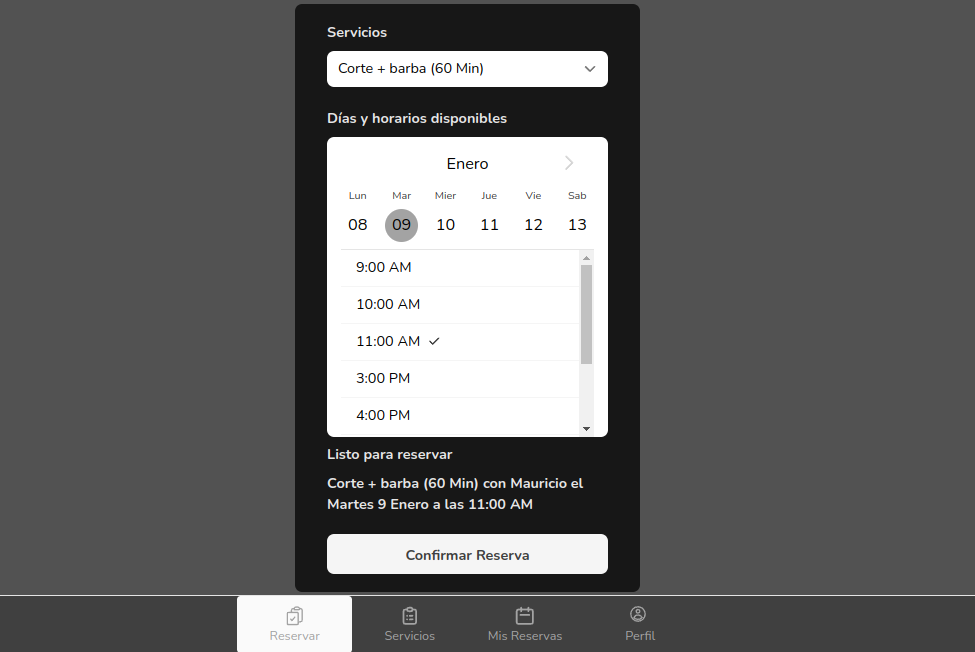 Servicios
Corte + barba (60 Min)
Días y horarios disponibles
Enero
Lun Mar Mier Jue Vie Sab
08 09 10 11 12 13
9:00 AM
10:00 AM
11:00 AM
3:00 PM
4:00 PM
Listo para reservar
Corte + barba (60 Min) con Mauricio el
Martes 9 Enero a las 11:00 AM
Confirmar Reserva
Reservar Servicios Mis Reservas Perfil